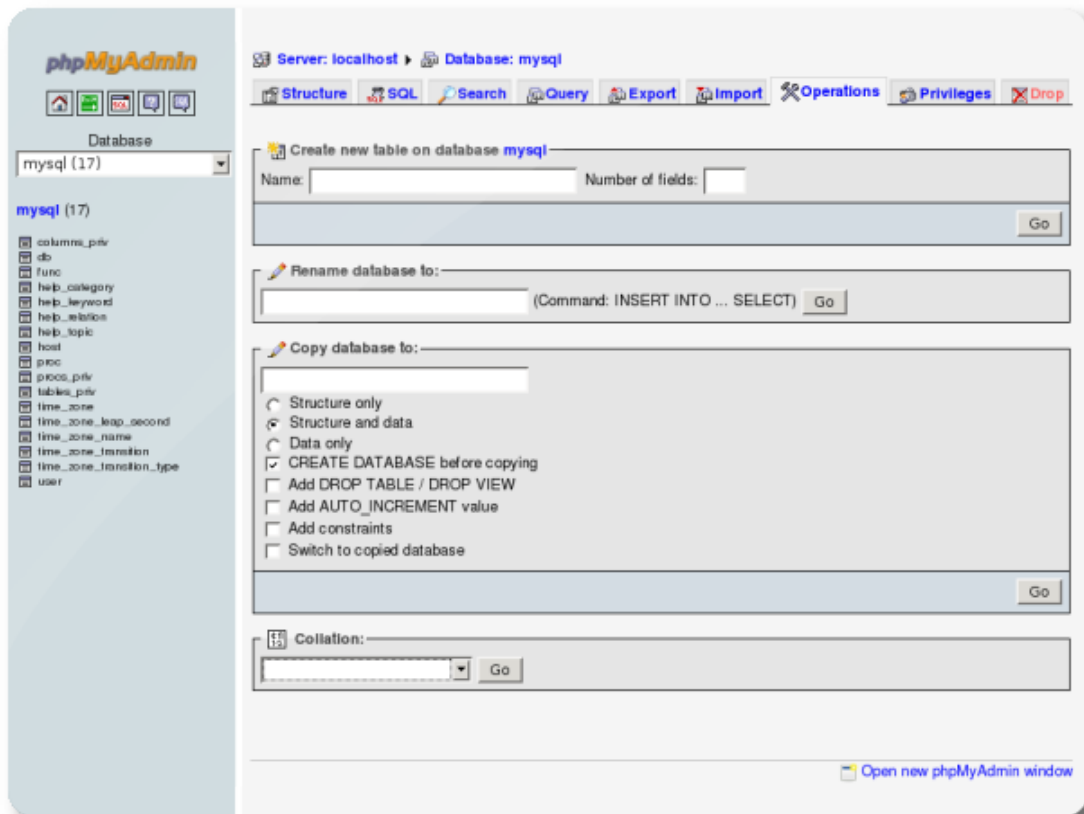 phpMyAdmin
Database
mysql (17)
mysql (17)
columns_priv
db
func
help_category
help_keyword
help_relation
help_topic
host
proc
procs_priv
tables_priv
time_zone
time_zone_leap_second
time_zone_name
time_zone_transition
time_zone_transition_type
user
Server: localhost Database: mysql
Structure SQL Search Query Export Import Operations Privileges Drop
Create new table on database mysql
Name: Number of fields:
Go
Rename database to:
(Command: INSERT INTO ... SELECT) Go
Copy database to:
Structure only
Structure and data
Data only
CREATE DATABASE before copying
Add DROP TABLE / DROP VIEW
Add AUTO_INCREMENT value
Add constraints
Switch to copied database
Go
Collation:
Go
Open new phpMyAdmin window